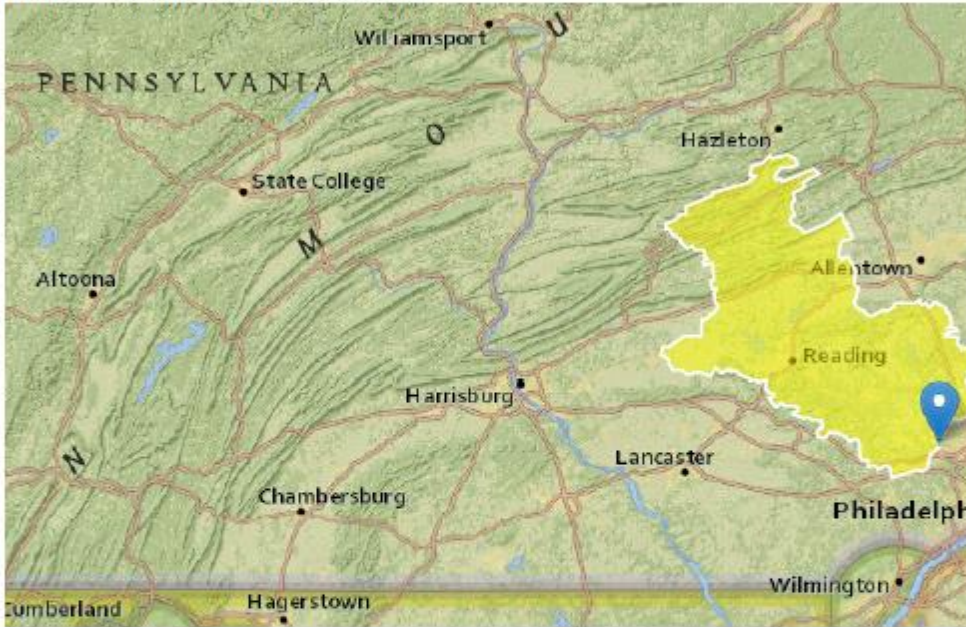 Williamsport
U
PENNSYLVANIA
O
Hazleton
State College
M
Allentown
Altoona
Reading
Harrisburg
Lancaster
N
Chambersburg
Philadelph
Wilmington
Cumberland
Hagerstown